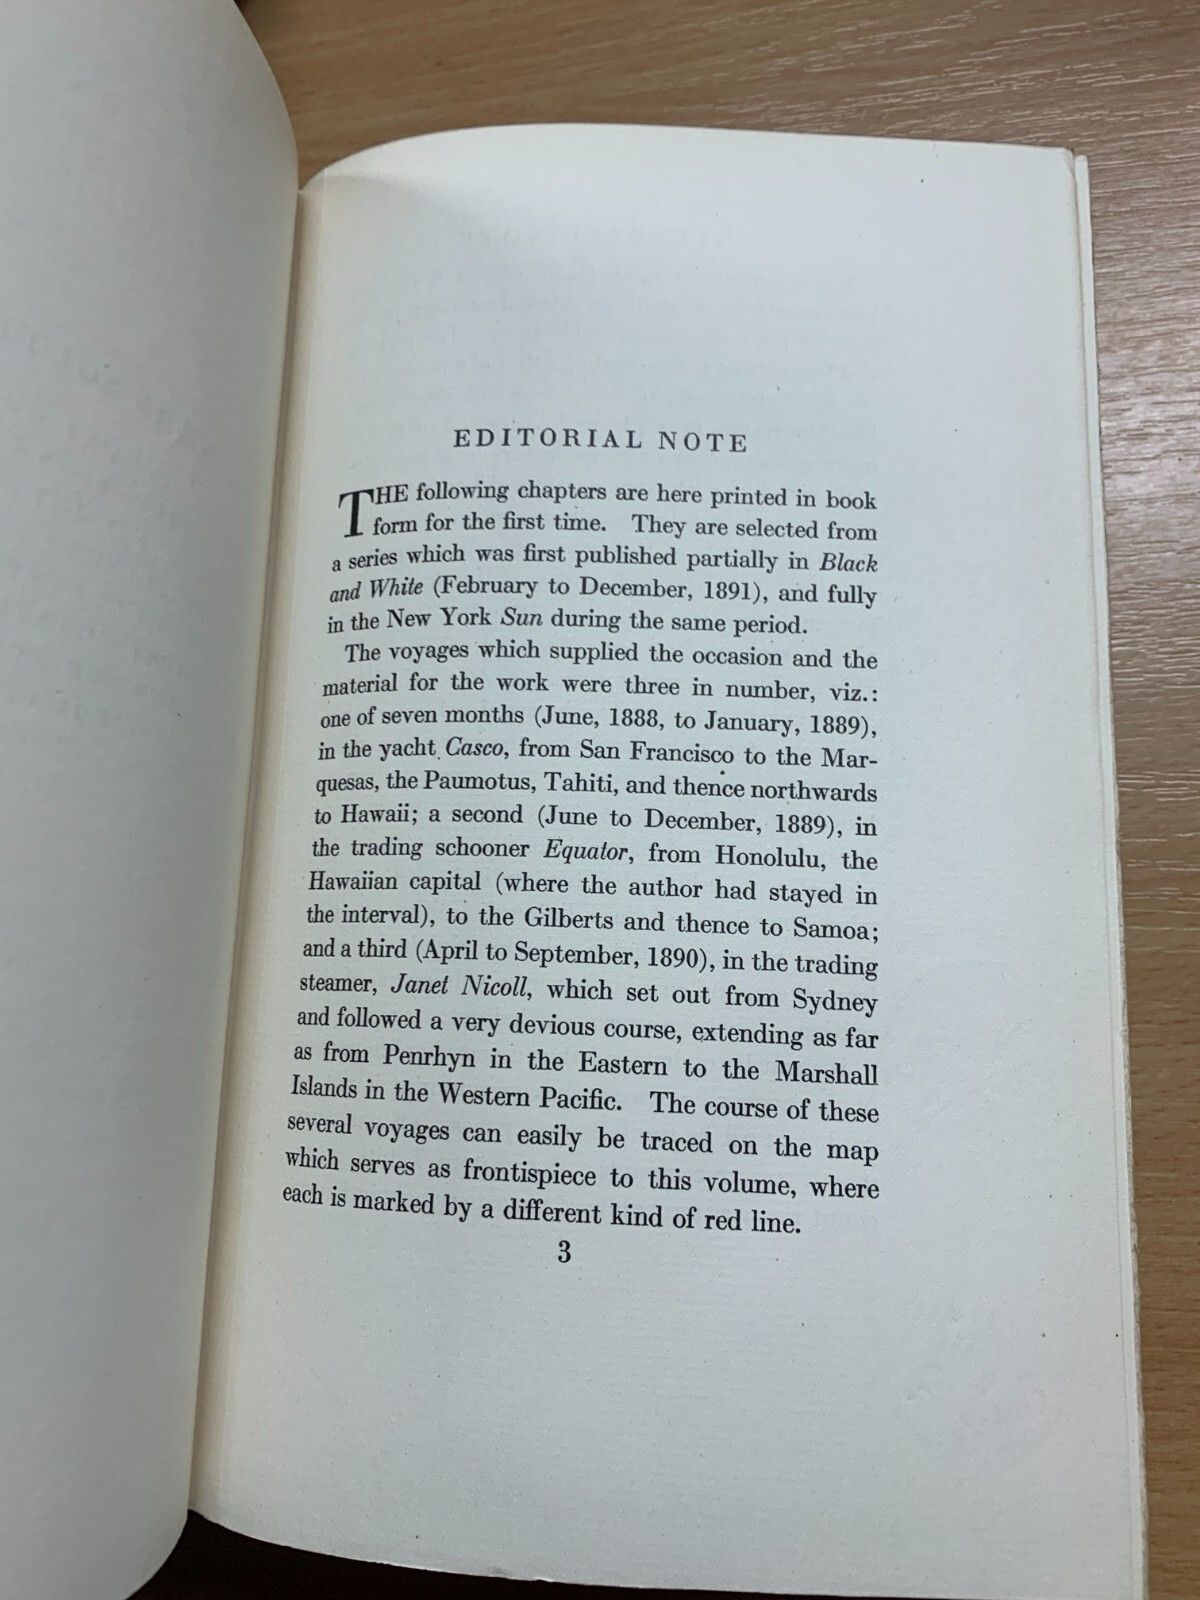 EDITORIAL NOTE
THE following chapters are here printed in book
form for the first time. They are selected from
a series which was first published partially in Black
and White (February to December, 1891), and fully
in the New York Sun during the same period.
The voyages which supplied the occasion and the
material for the work were three in number, viz.:
one of seven months (June, 1888, to January, 1889),
in the yacht Casco, from San Francisco to the Mar-
quesas, the Paumotus, Tahiti, and thence northwards
to Hawaii; a second (June to December, 1889), in
the trading schooner Equator, from Honolulu, the
Hawaiian capital (where the author had stayed in
the interval), to the Gilberts and thence to Samoa;
and a third (April to September, 1890), in the trading
steamer, Janet Nicoll, which set out from Sydney
and followed a very devious course, extending as far
as from Penrhyn in the Eastern to the Marshall
Islands in the Western Pacific. The course of these
several voyages can easily be traced on the map
which serves as frontispiece to this volume, where
each is marked by a different kind of red line.
3